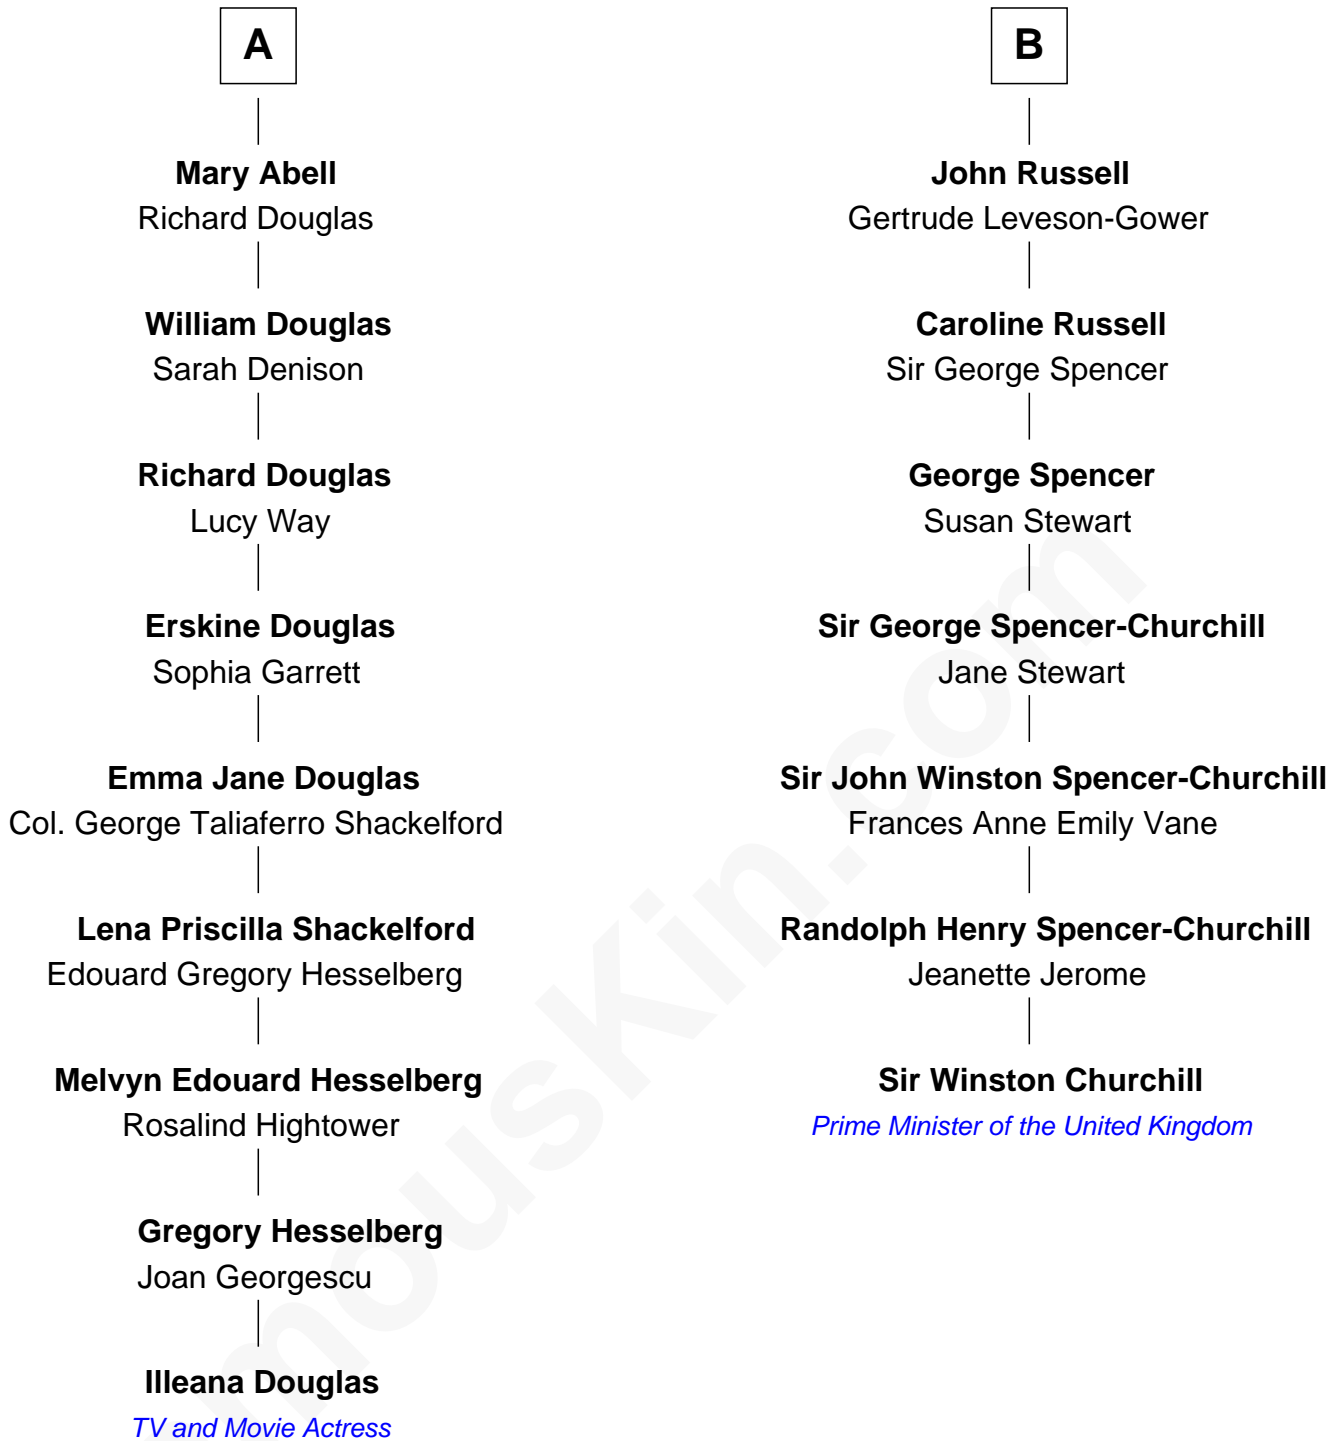 A
Mary Abell
Richard Douglas
William Douglas
Sarah Denison
Richard Douglas
Lucy Way
Erskine Douglas
Sophia Garrett
Emma Jane Douglas
Col. George Taliaferro Shackelford
Lena Priscilla Shackelford
Edouard Gregory Hesselberg
Melvyn Edouard Hesselberg
Rosalind Hightower
Gregory Hesselberg
Joan Georgescu
Illeana Douglas
TV and Movie Actress
B
John Russell
Gertrude Leveson-Gower
Caroline Russell
Sir George Spencer
George Spencer
Susan Stewart
Sir George Spencer-Churchill
Jane Stewart
Sir John Winston Spencer-Churchill
Frances Anne Emily Vane
Randolph Henry Spencer-Churchill
Jeanette Jerome
Sir Winston Churchill
Prime Minister of the United Kingdom
mousKin.com